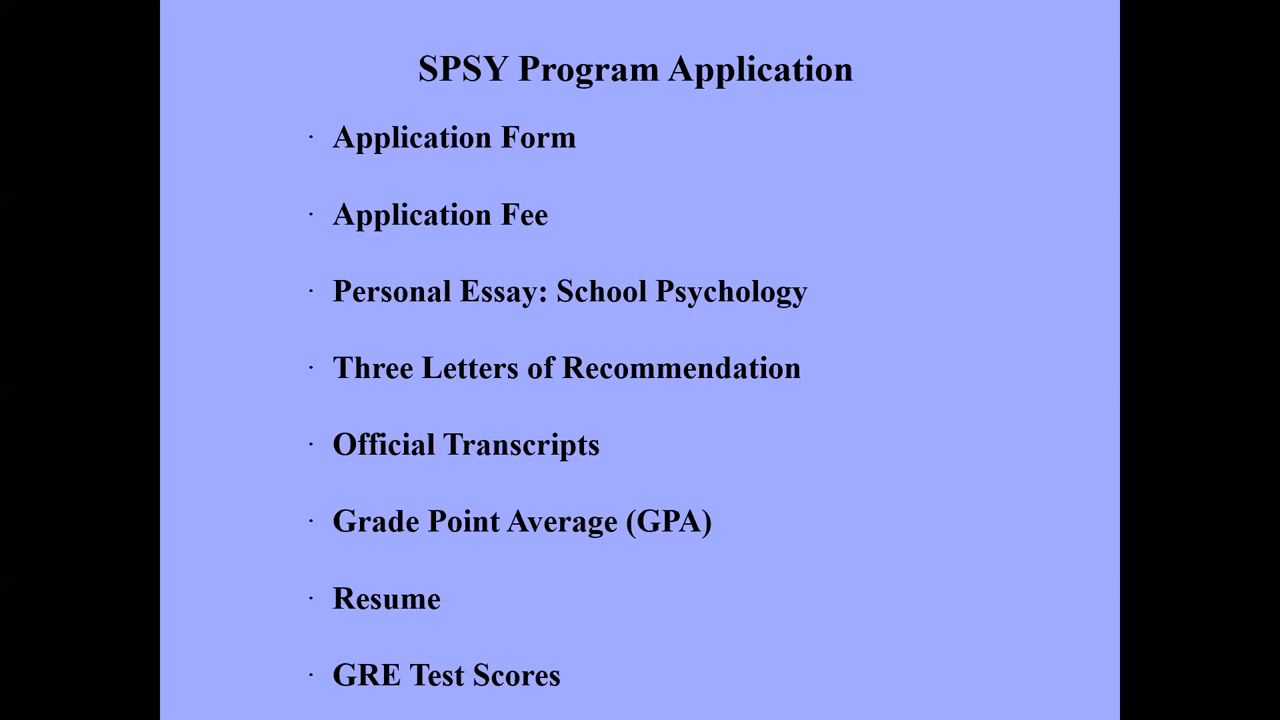 SPSY Program Application
· Application Form
· Application Fee
· Personal Essay: School Psychology
· Three Letters of Recommendation
· Official Transcripts
· Grade Point Average (GPA)
· Resume
· GRE Test Scores